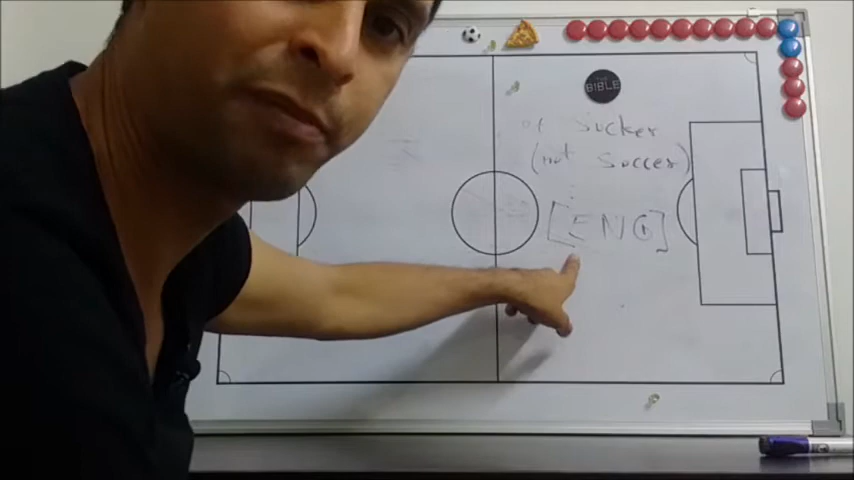 THE
BIBLE
of sucker
(not soccer)
[ENG]